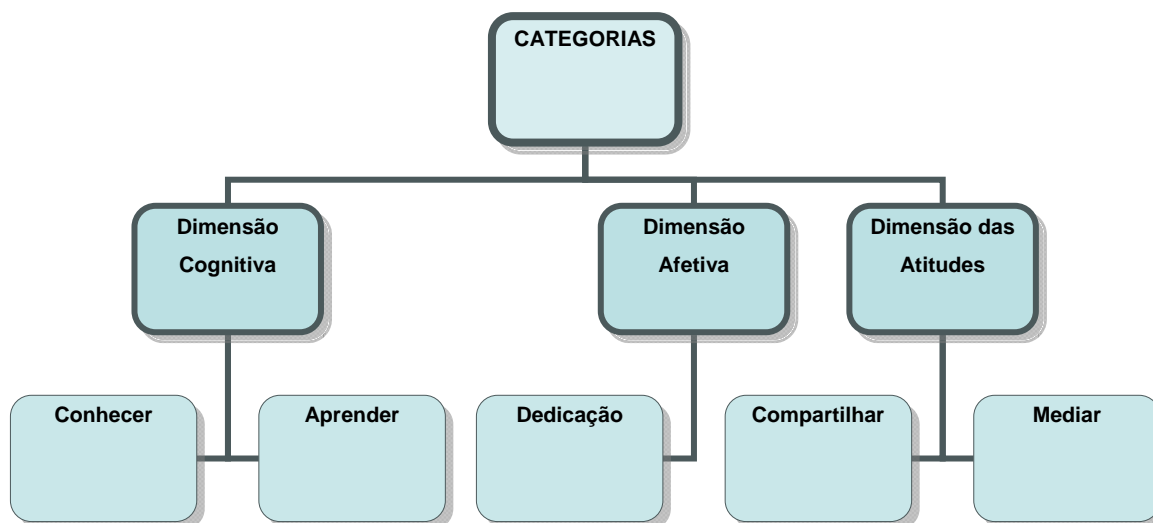 CATEGORIAS
Dimensão
Cognitiva
Dimensão
Afetiva
Dimensão das
Atitudes
Conhecer
Aprender
Dedicação
Compartilhar
Mediar